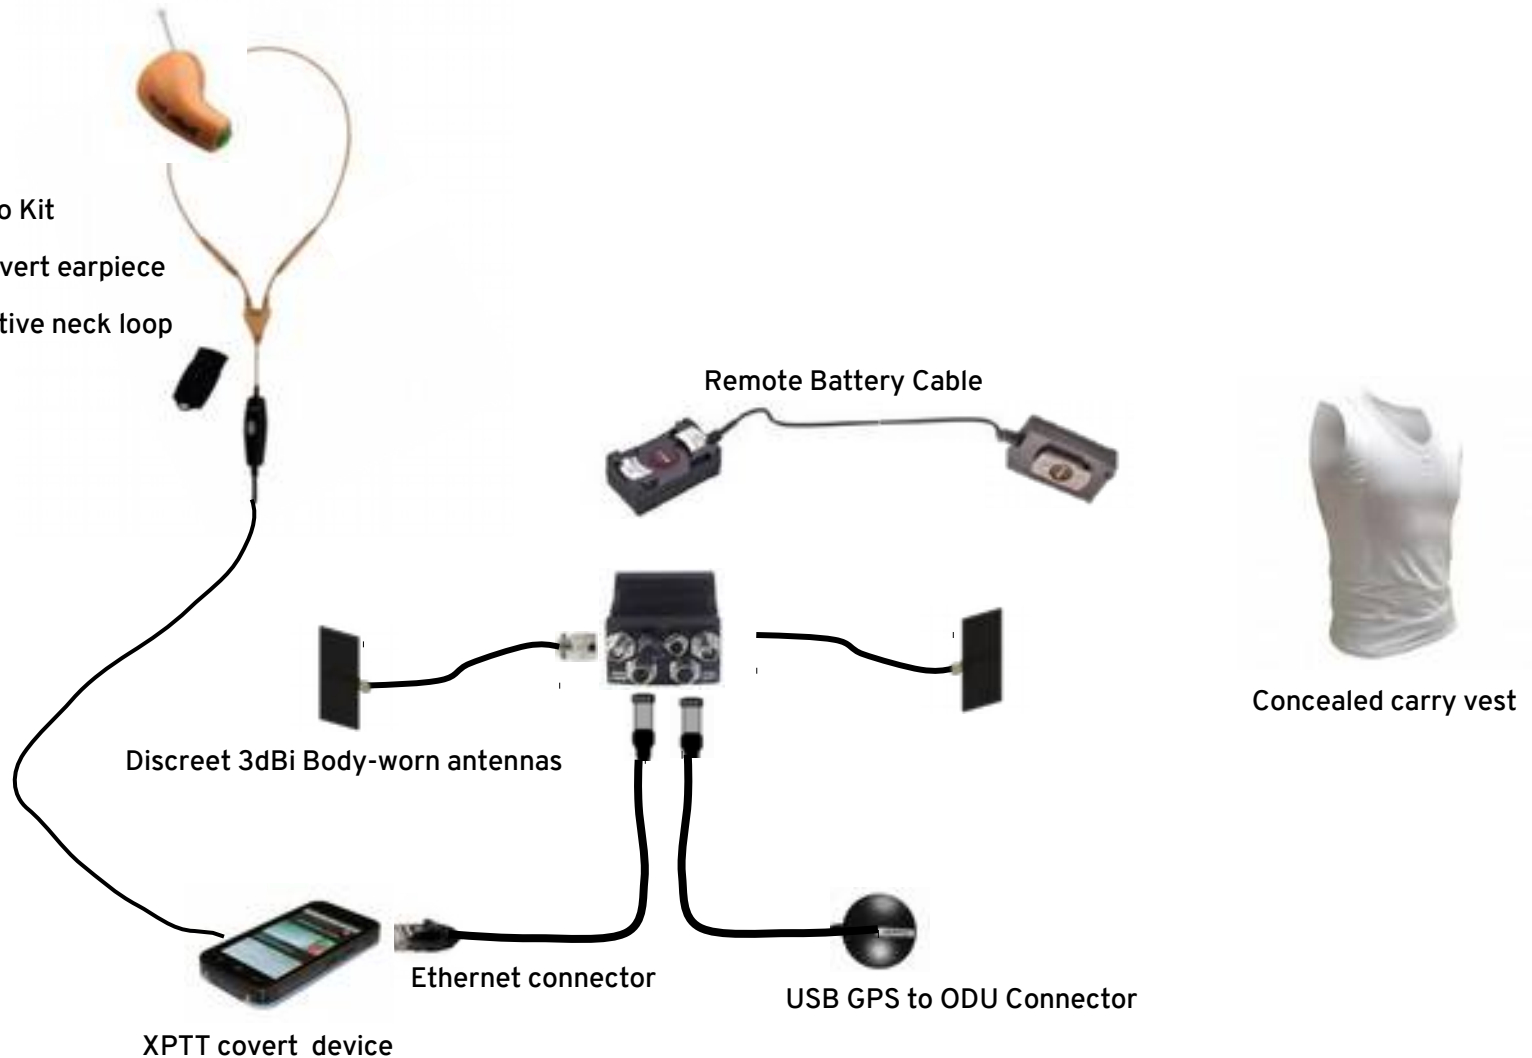 o Kit
vert earpiece
tive neck loop
Remote Battery Cable
Concealed carry vest
Discreet 3dBi Body-worn antennas
Ethernet connector
USB GPS to ODU Connector
XPTT covert device